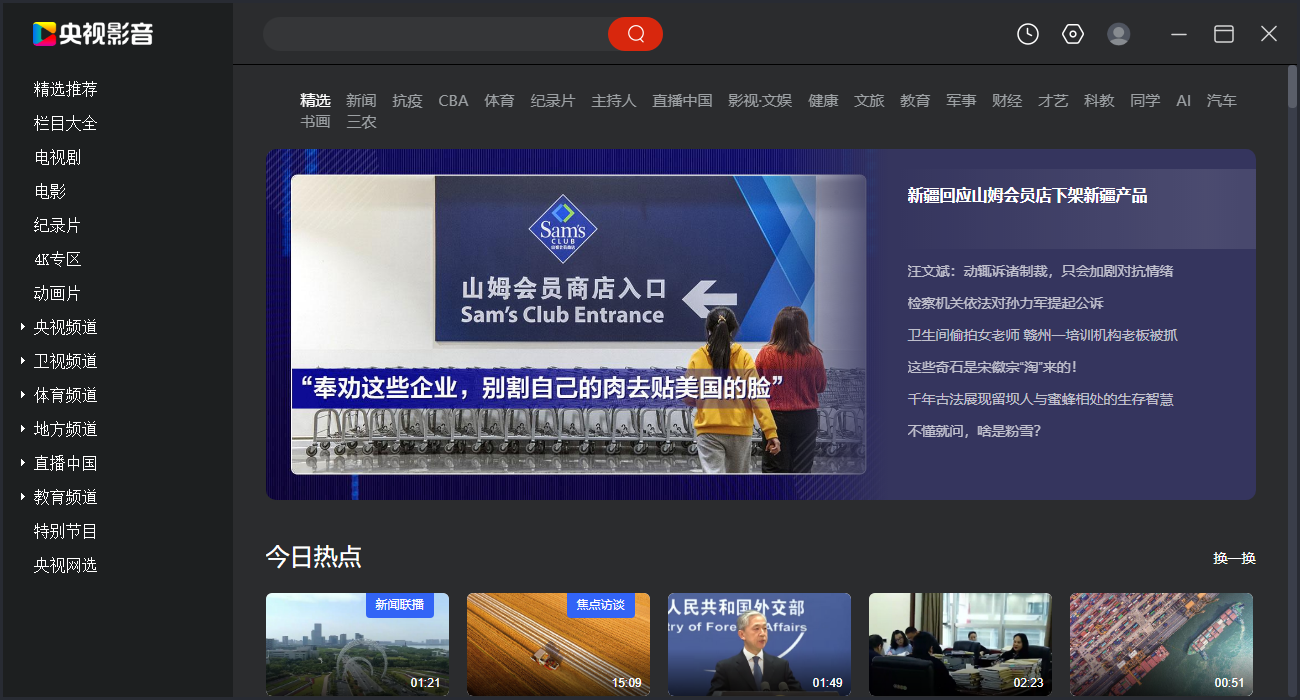 央视影音
精选推荐
栏目大全
电视剧
电影
纪录片
4K专区
动画片
央视频道
卫视频道
体育频道
地方频道
直播中国
教育频道
特别节目
央视网选
精选 新闻 抗疫 CBA 体育 纪录片 主持人 直播中国 影视·文娱 健康 文旅 教育 军事 财经 才艺 科教 同学 AI 汽车
书画 三农
Sam's
CLUB
山姆会员商店入口
Sam's Club Entrance
“奉劝这些企业，别割自己的肉去贴美国的脸”
新疆回应山姆会员店下架新疆产品
汪文斌：动辄诉诸制裁，只会加剧对抗情绪
检察机关依法对孙力军提起公诉
卫生间偷拍女老师 赣州一培训机构老板被抓
这些奇石是宋徽宗“淘”来的！
千年古法展现留坝人与蜜蜂相处的生存智慧
不懂就问，啥是粉雪？
今日热点
换一换
新闻联播
01:21
焦点访谈
15:09
人民共和国外交部
try of Foreign Affairs
01:49
02:23
00:51